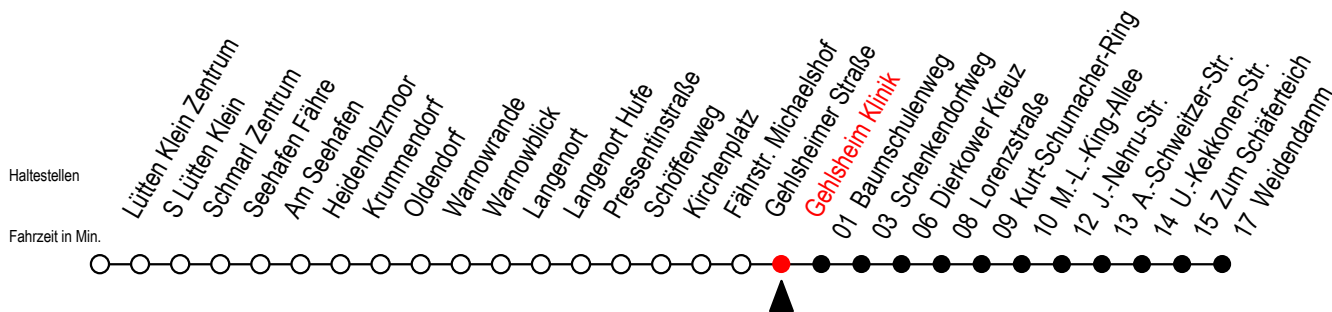 Haltestellen
Fahrzeit in Min.
Lütten Klein Zentrum
S Lütten Klein
Schmarl Zentrum
Seehafen Fähre
Am Seehafen
Heidenholzmoor
Krummendorf
Oldendorf
Warnowrande
Warnowblick
Langenort
Langenort Hufe
Pressentinstraße
Schöffenweg
Kirchenplatz
Fährstr. Michaelshof
Gehlsheimer Straße
Gehlsheim Klinik
01 Baumschulenweg
03 Schenkendorfweg
06 Dierkower Kreuz
08 Lorenzstraße
09 Kurt-Schumacher-Ring
10 M.-L.-King-Allee
12 J.-Nehru-Str.
13 A.-Schweitzer-Str.
14 U.-Kekkonen-Str.
15 Zum Schäferteich
17 Weidendamm